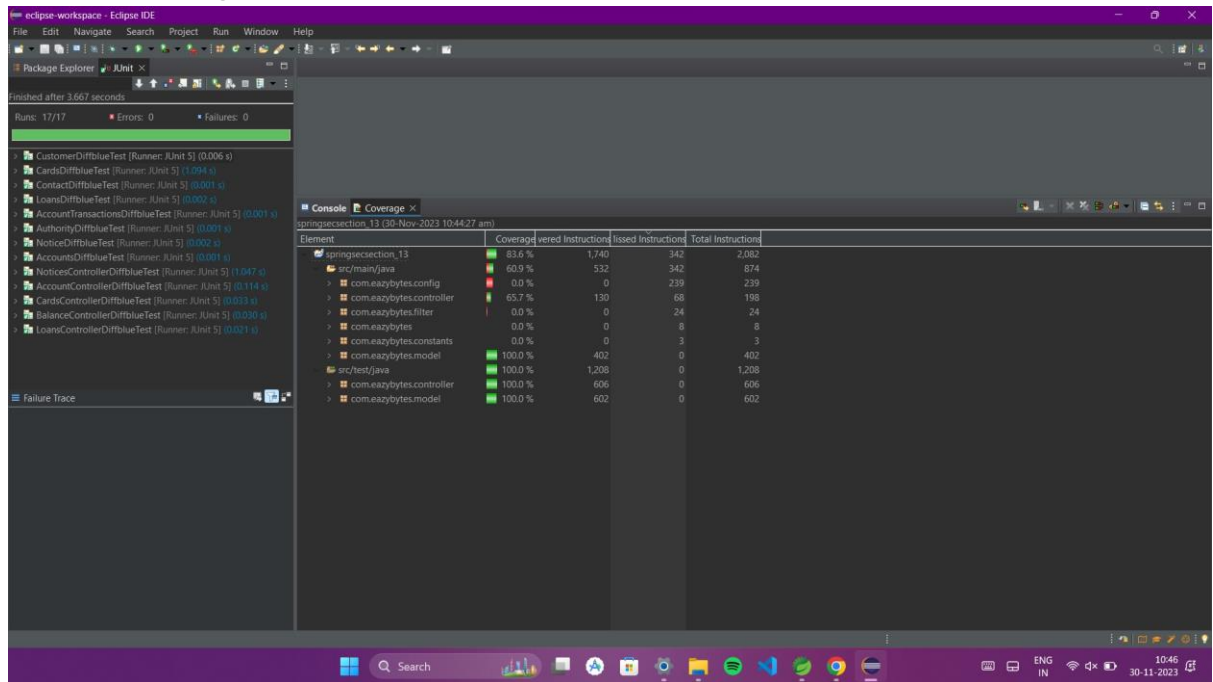 eclipse-workspace - Eclipse IDE
File Edit Navigate Search Project Run Window Help
Package Explorer JUnit
Finished after 3.667 seconds
Runs: 17/17 Errors: 0 Failures: 0
CustomerDiffblueTest [Runner: JUnit 5] (0.006 s)
CardsDiffblueTest [Runner: JUnit 5] (1.094 s)
ContactDiffblueTest [Runner: JUnit 5] (0.001 s)
LoansDiffblueTest [Runner: JUnit 5] (0.002 s)
AccountTransactionsDiffblueTest [Runner: JUnit 5] (0.001 s)
AuthorityDiffblueTest [Runner: JUnit 5] (0.001 s)
NoticeDiffblueTest [Runner: JUnit 5] (0.002 s)
AccountsDiffblueTest [Runner: JUnit 5] (0.001 s)
NoticesControllerDiffblueTest [Runner: JUnit 5] (1.047 s)
AccountControllerDiffblueTest [Runner: JUnit 5] (0.114 s)
CardsControllerDiffblueTest [Runner: JUnit 5] (0.033 s)
BalanceControllerDiffblueTest [Runner: JUnit 5] (0.030 s)
LoansControllerDiffblueTest [Runner: JUnit 5] (0.021 s)
Failure Trace
Console Coverage
springsecsection_13 (30-Nov-2023 10:44:27 am)
Element Coverage vered Instructions lissed Instructions Total Instructions
springsecsection_13 83.6 % 1,740 342 2,082
src/main/java 60.9 % 532 342 874
com.eazybytes.config 0.0 % 0 239 239
com.eazybytes.controller 65.7 % 130 68 198
com.eazybytes.filter 0.0 % 0 24 24
com.eazybytes 0.0 % 0 8 8
com.eazybytes.constants 0.0 % 0 3 3
com.eazybytes.model 100.0 % 402 0 402
src/test/java 100.0 % 1,208 0 1,208
com.eazybytes.controller 100.0 % 606 0 606
com.eazybytes.model 100.0 % 602 0 602
Search
ENG
IN
10:46
30-11-2023